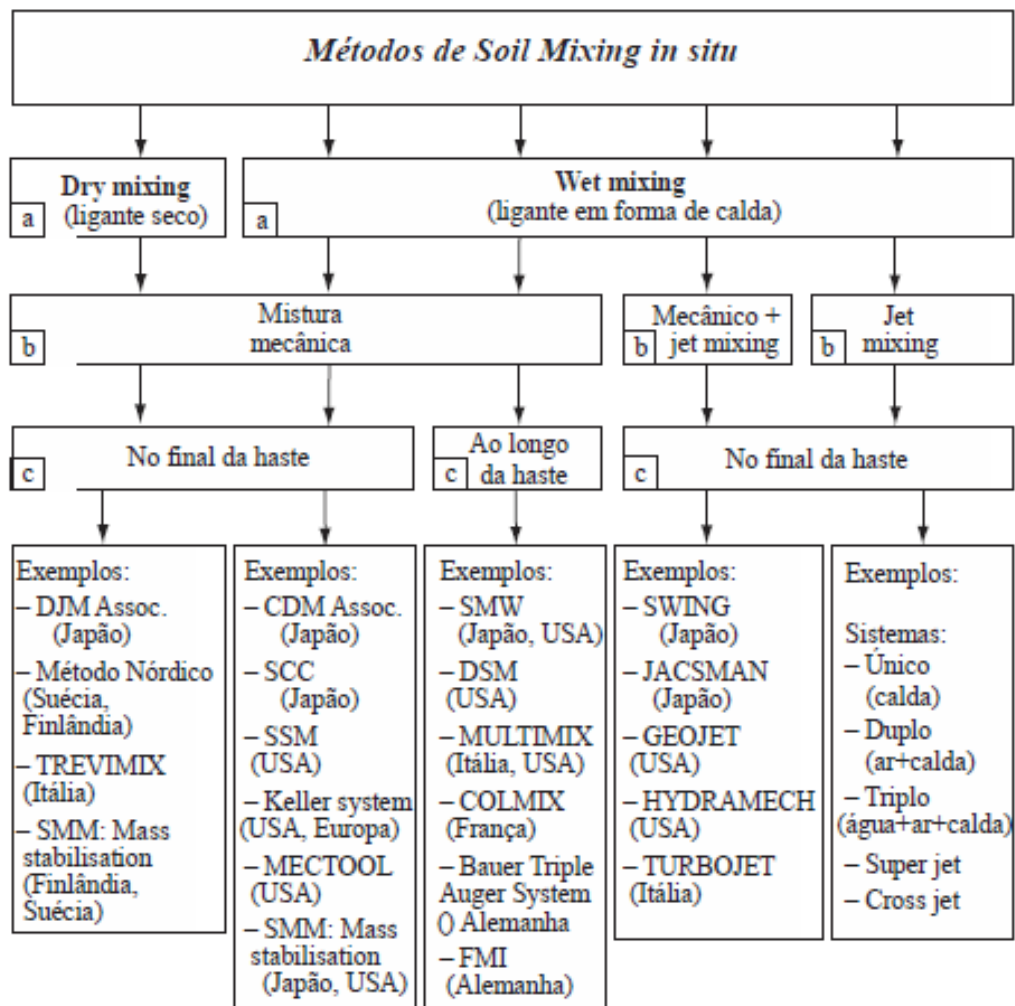 Métodos de Soil Mixing in situ
Dry mixing
(ligante seco)
a
Wet mixing
(ligante em forma de calda)
a
Mistura
mecânica
b
Mecânico +
jet mixing
b
Jet
mixing
b
No final da haste
c
Ao longo
da haste
c
No final da haste
c
Exemplos:
– DJM Assoc.
(Japão)
– Método Nórdico
(Suécia,
Finlândia)
– TREVIMIX
(Itália)
– SMM: Mass
stabilisation
(Finlândia,
Suécia)
Exemplos:
– CDM Assoc.
(Japão)
– SCC
(Japão)
– SSM
(USA)
– Keller system
(USA, Europa)
– MECTOOL
(USA)
– SMM: Mass
stabilisation
(Japão, USA)
Exemplos:
– SMW
(Japão, USA)
– DSM
(USA)
– MULTIMIX
(Itália, USA)
– COLMIX
(França)
– Bauer Triple
Auger System
() Alemanha
– FMI
(Alemanha)
Exemplos:
– SWING
(Japão)
– JACSMAN
(Japão)
– GEOJET
(USA)
– HYDRAMECH
(USA)
– TURBOJET
(Itália)
Exemplos:
Sistemas:
– Único
(calda)
– Duplo
(ar+calda)
– Triplo
(água+ar+calda)
– Super jet
– Cross jet